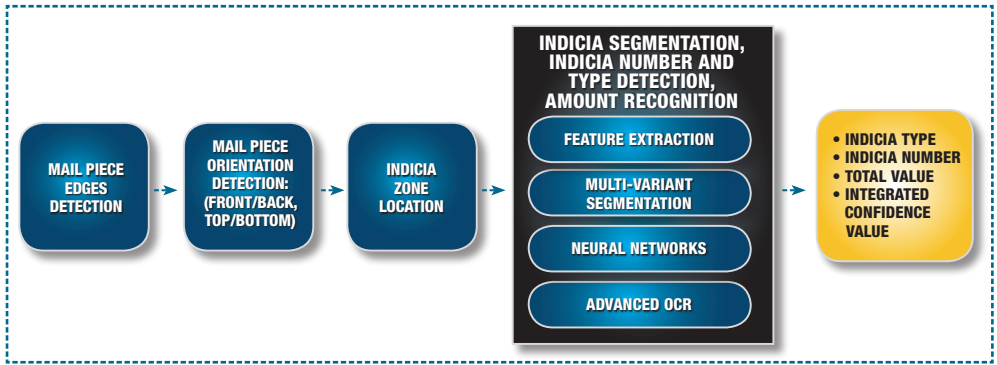 MAIL PIECE
EDGES
DETECTION
MAIL PIECE
ORIENTATION
DETECTION:
(FRONT/BACK,
TOP/BOTTOM)
INDICIA
ZONE
LOCATION
INDICIA SEGMENTATION,
INDICIA NUMBER AND
TYPE DETECTION,
AMOUNT RECOGNITION
FEATURE EXTRACTION
MULTI-VARIANT
SEGMENTATION
NEURAL NETWORKS
ADVANCED OCR
• INDICIA TYPE
• INDICIA NUMBER
• TOTAL VALUE
• INTEGRATED
CONFIDENCE
VALUE